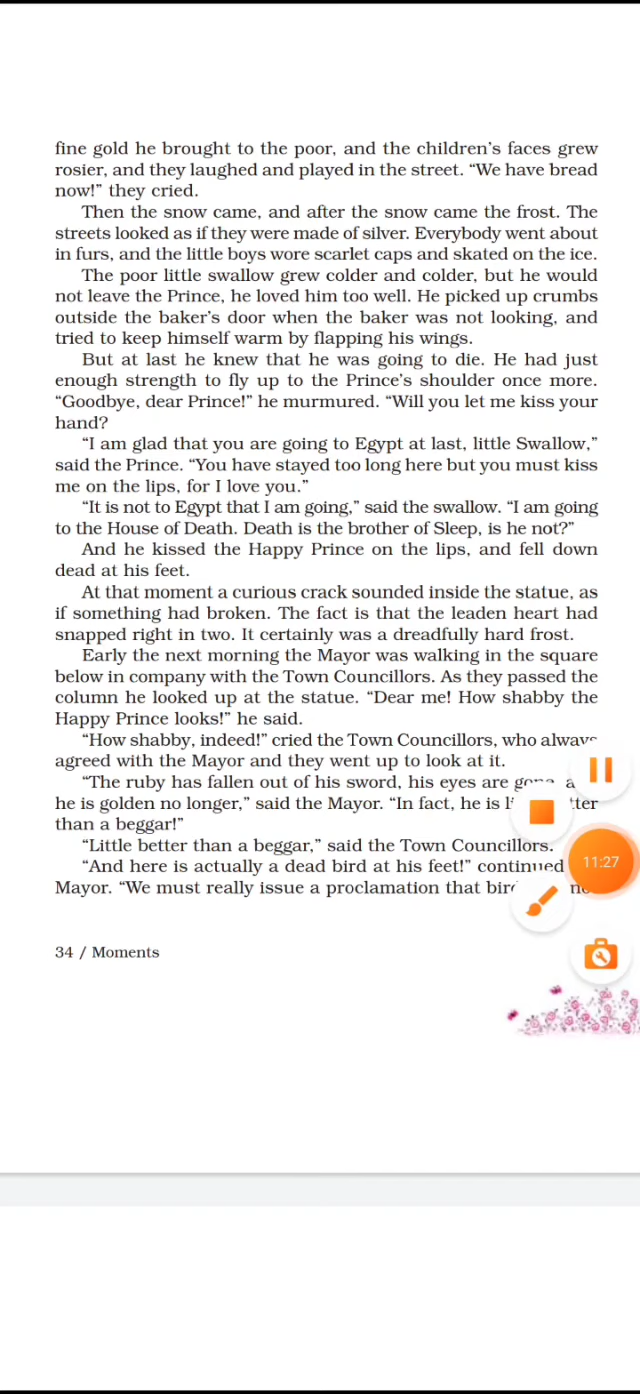 fine gold he brought to the poor, and the children's faces grew
rosier, and they laughed and played in the street. “We have bread
now!” they cried.
Then the snow came, and after the snow came the frost. The
streets looked as if they were made of silver. Everybody went about
in furs, and the little boys wore scarlet caps and skated on the ice.
The poor little swallow grew colder and colder, but he would
not leave the Prince, he loved him too well. He picked up crumbs
outside the baker's door when the baker was not looking, and
tried to keep himself warm by flapping his wings.
But at last he knew that he was going to die. He had just
enough strength to fly up to the Prince's shoulder once more.
“Goodbye, dear Prince!” he murmured. “Will you let me kiss your
hand?
“I am glad that you are going to Egypt at last, little Swallow,”
said the Prince. “You have stayed too long here but you must kiss
me on the lips, for I love you.”
“It is not to Egypt that I am going,” said the swallow. “I am going
to the House of Death. Death is the brother of Sleep, is he not?”
And he kissed the Happy Prince on the lips, and fell down
dead at his feet.
At that moment a curious crack sounded inside the statue, as
if something had broken. The fact is that the leaden heart had
snapped right in two. It certainly was a dreadfully hard frost.
Early the next morning the Mayor was walking in the square
below in company with the Town Councillors. As they passed the
column he looked up at the statue. “Dear me! How shabby the
Happy Prince looks!” he said.
“How shabby, indeed!” cried the Town Councillors, who always
agreed with the Mayor and they went up to look at it.
“The ruby has fallen out of his sword, his eyes are
he is golden no longer,” said the Mayor. “In fact, he is
than a beggar!”
“Little better than a beggar,” said the Town Councillors.
“And here is actually a dead bird at his feet!” continued
11:27
Mayor. “We must really issue a proclamation that
34 / Moments